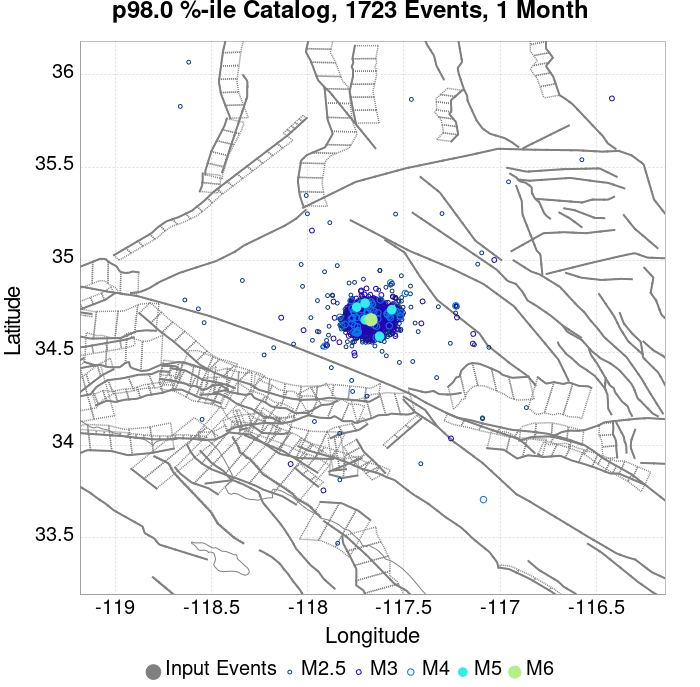 p98.0 %-ile Catalog, 1723 Events, 1 Month
36
35.5
35
34.5
34
33.5
Latitude
-119 -118.5 -118 -117.5 -117 -116.5
Longitude
Input Events M2.5 M3 M4 M5 M6